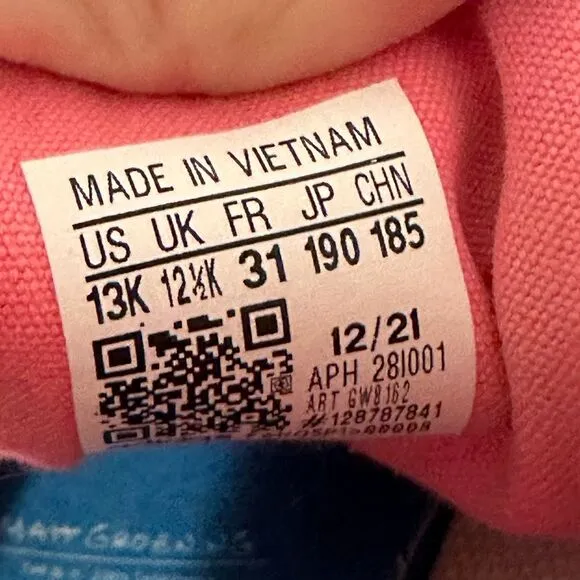 MADE IN VIETNAM
US UK FR JP CHN
13K 12½K 31 190 185
12/21
APH 28I001
ART GW8162
#128787841